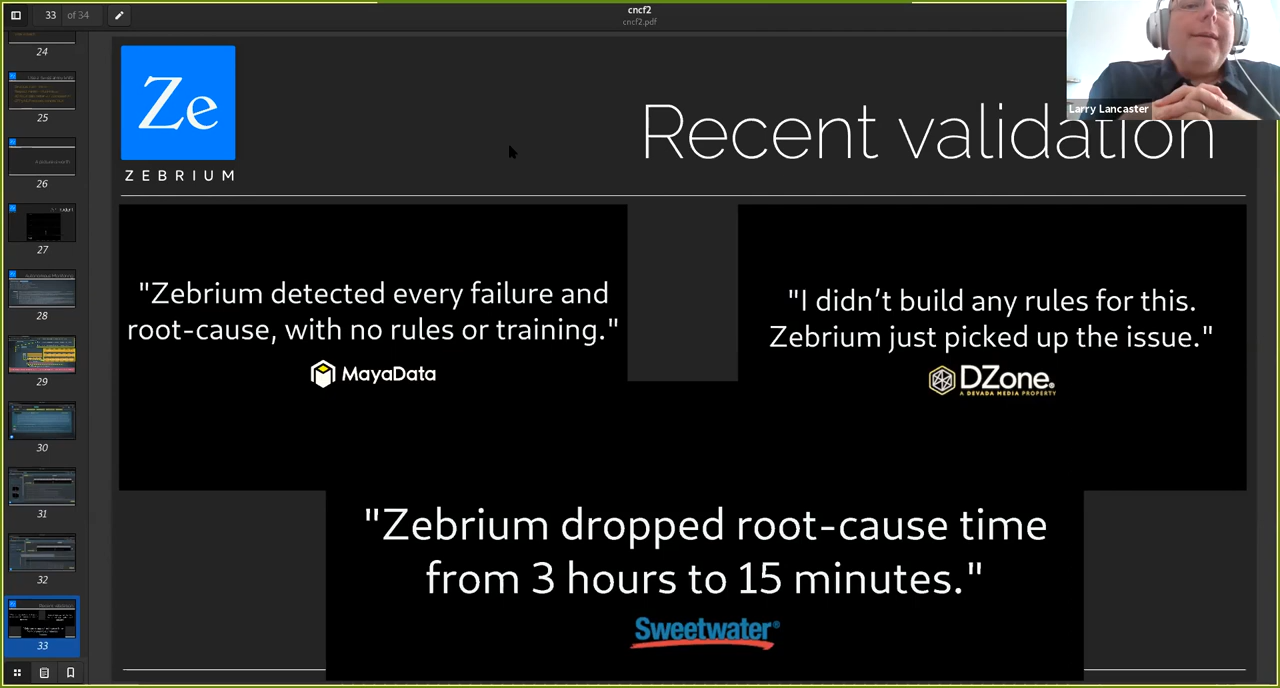 33 of 34
cncf2
cncf2.pdf
Larry Lancaster
24
25
26
27
28
29
30
31
32
33
Ze
ZEBRIUM
Recent validation
"Zebrium detected every failure and
root-cause, with no rules or training."
MayaData
"I didn’t build any rules for this.
Zebrium just picked up the issue."
DZone.
A DEVADA MEDIA PROPERTY
"Zebrium dropped root-cause time
from 3 hours to 15 minutes."
Sweetwater®